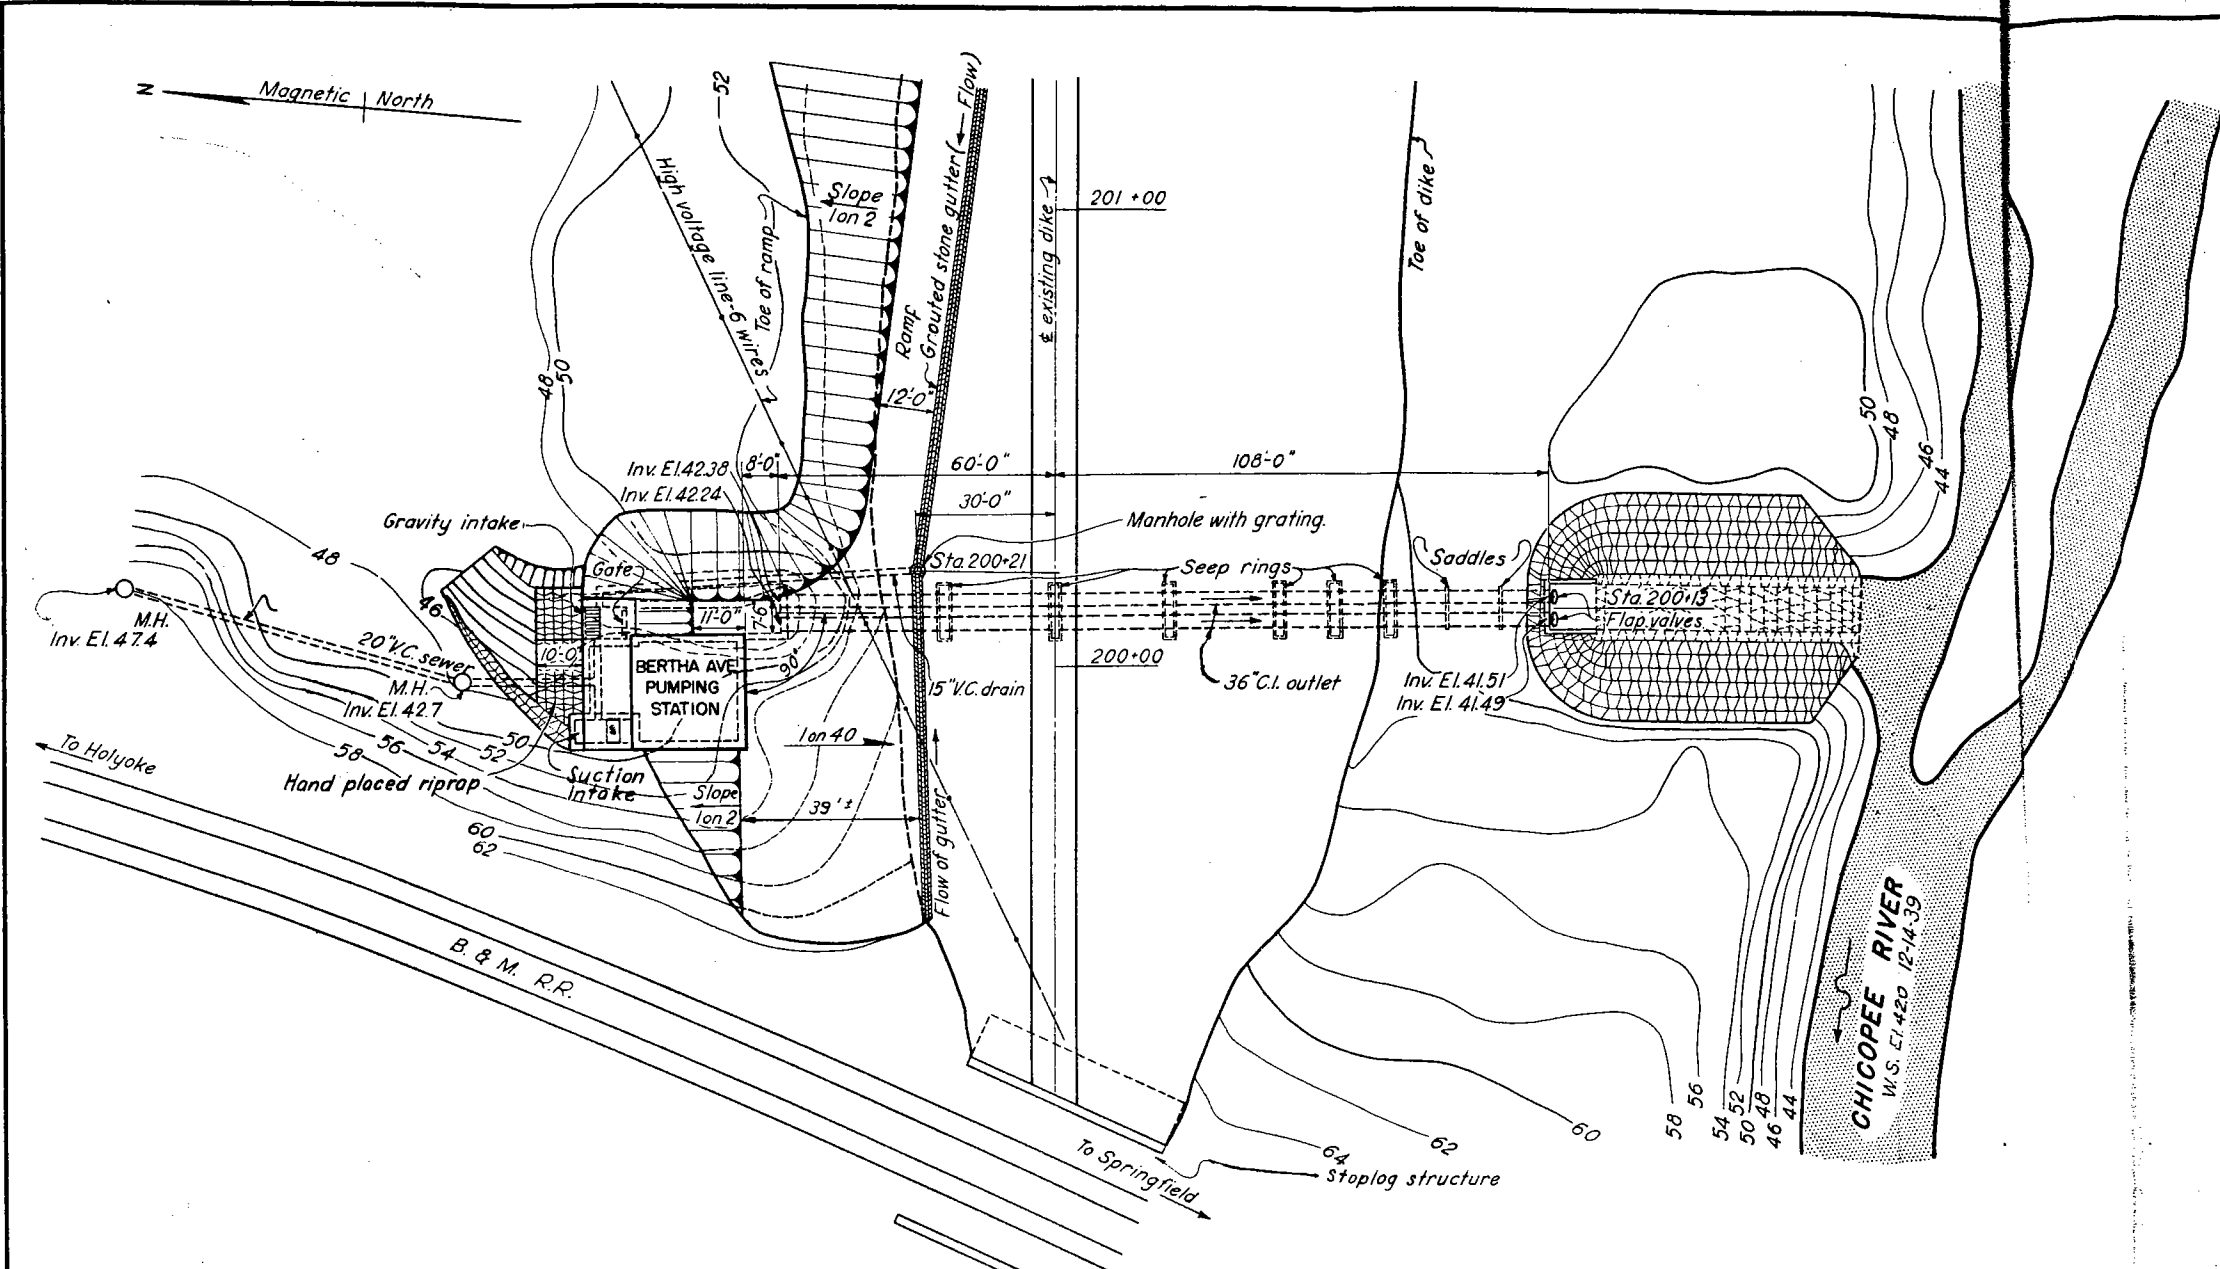 N
Magnetic North
52
High voltage line-6 wires
Toe of ramp
Slope
1 on 2
Ramp
12'-0"
Grouted stone gutter (← Flow)
℄ existing dike
201 +00
Toe of dike
48
50
50
48
46
44
Inv. El. 42.38
8'-0"
60'-0"
108'-0"
Inv. El. 42.24
30'-0"
Gravity intake
Manhole with grating.
48
Gate
Sta. 200+21
Seep rings
Saddles
46
11'-0"
7'-6"
Sta. 200+13
Flap valves
M.H.
Inv. El. 47.4
20" V.C. sewer
10'-0"
BERTHA AVE.
PUMPING
STATION
90°
200+00
M.H.
Inv. El. 42.7
15" V.C. drain
36" C.I. outlet
Inv. El. 41.51
Inv. El. 41.49
To Holyoke
58
56
54
52
50
1 on 40
Hand placed riprap
Suction
Intake
Slope
1 on 2
39'±
60
62
Flow of gutter
B. & M. R.R.
CHICOPEE RIVER
W.S. El. 42.0 12-14-39
58
56
54
52
50
48
46
44
60
62
64
To Springfield
Stoplog structure